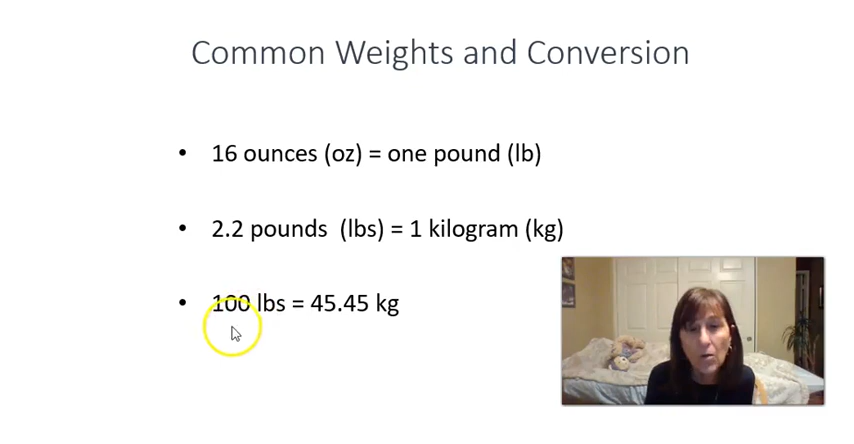 Common Weights and Conversion
• 16 ounces (oz) = one pound (lb)
• 2.2 pounds (lbs) = 1 kilogram (kg)
• 100 lbs = 45.45 kg